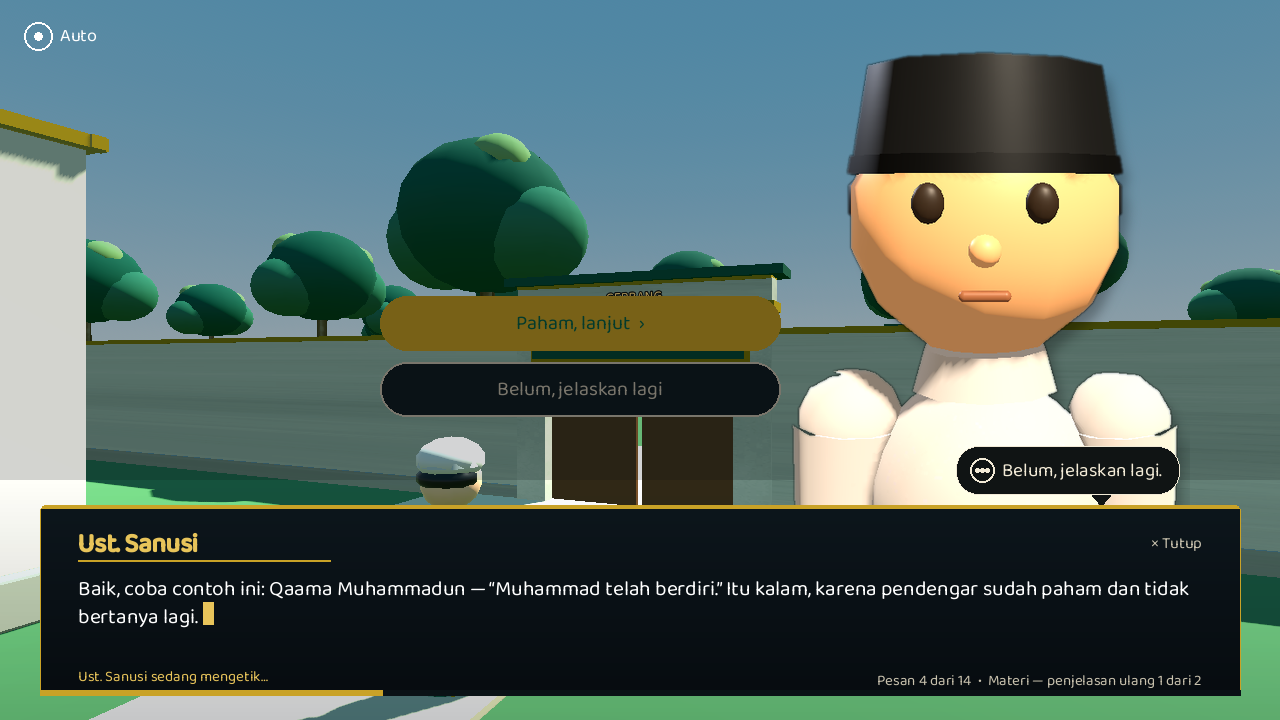 Auto
Paham, lanjut ›
Belum, jelaskan lagi
Belum, jelaskan lagi.
Ust. Sanusi
× Tutup
Baik, coba contoh ini: Qaama Muhammadun — “Muhammad telah berdiri.” Itu kalam, karena pendengar sudah paham dan tidak
bertanya lagi.
Ust. Sanusi sedang mengetik...
Pesan 4 dari 14 • Materi — penjelasan ulang 1 dari 2